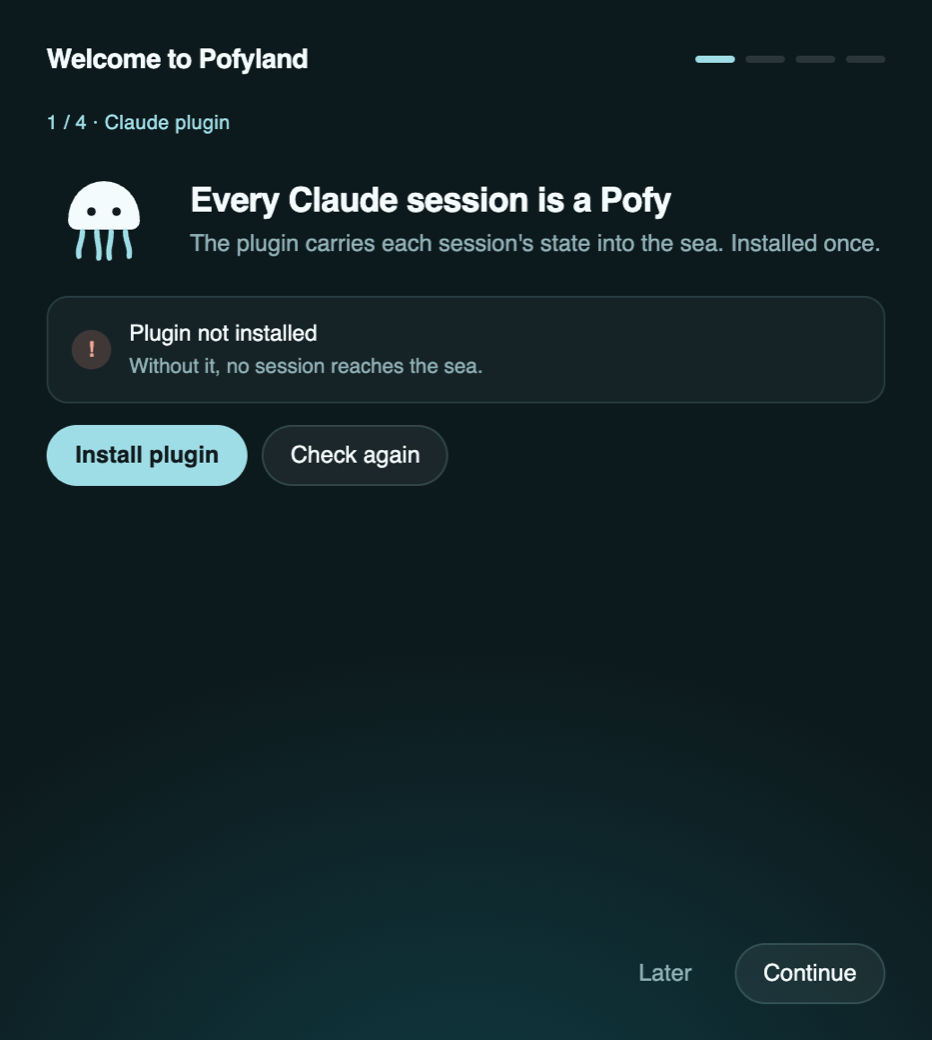 Welcome to Pofyland
1 / 4 · Claude plugin
Every Claude session is a Pofy
The plugin carries each session's state into the sea. Installed once.
!
Plugin not installed
Without it, no session reaches the sea.
Install plugin
Check again
Later
Continue